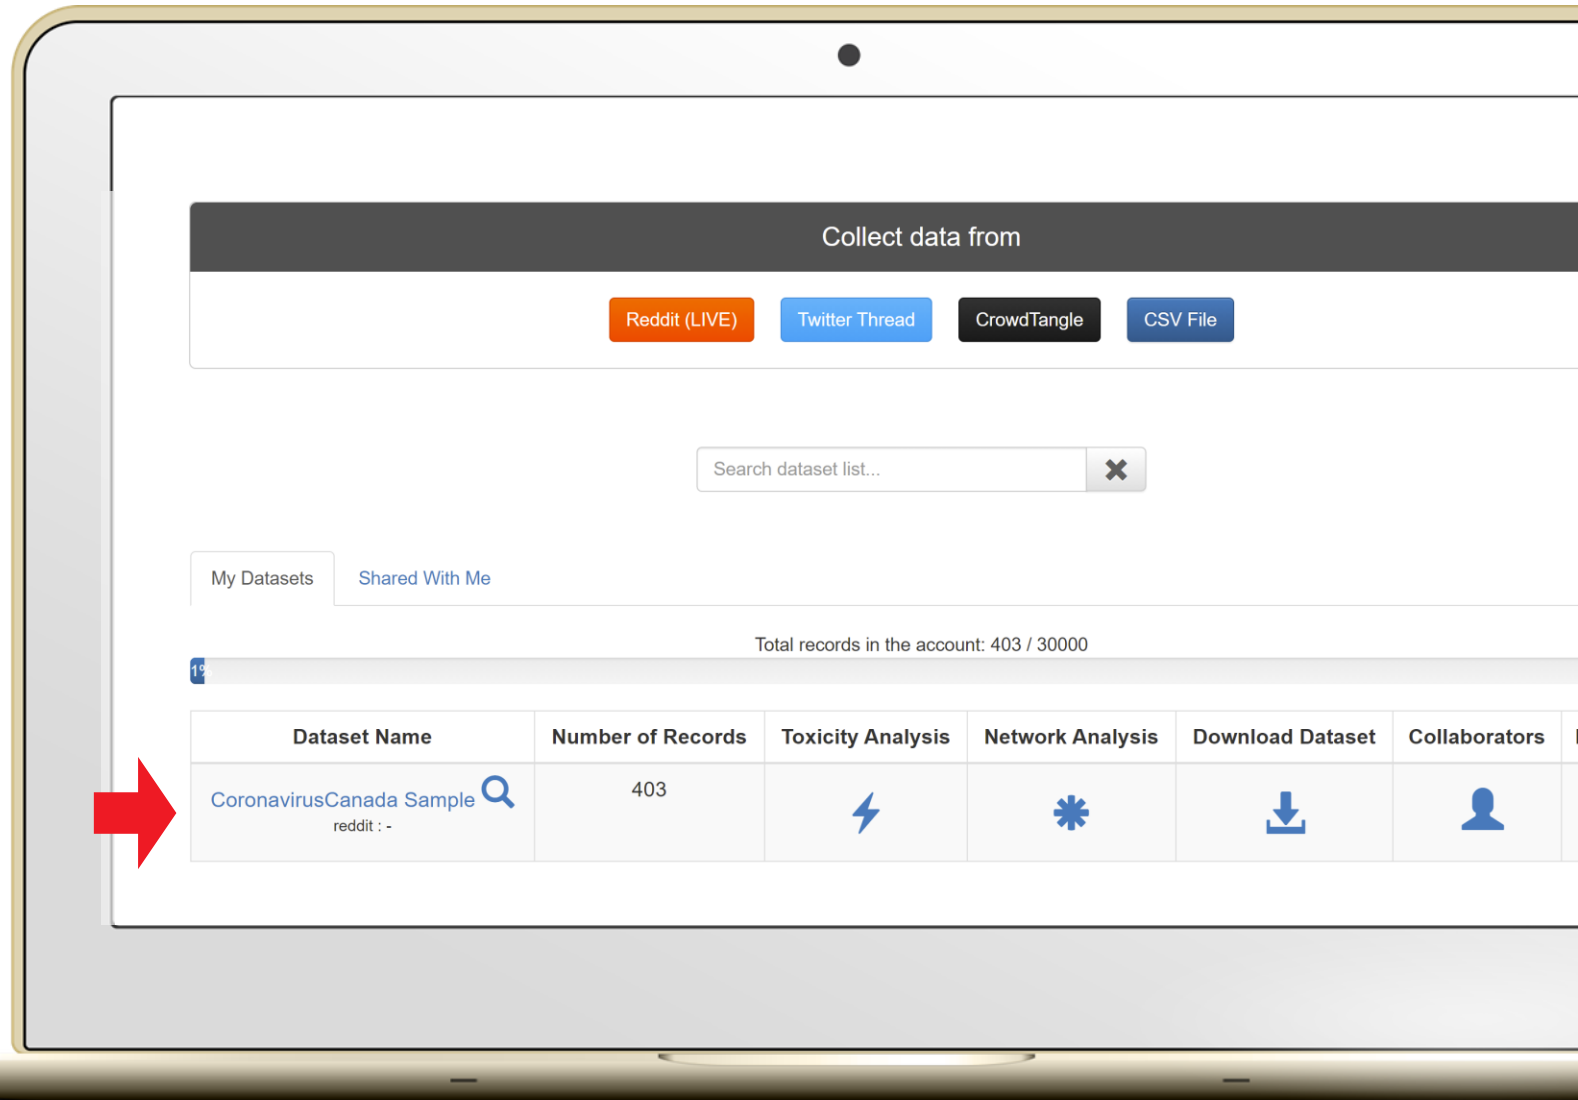 Collect data from
Reddit (LIVE) Twitter Thread CrowdTangle CSV File
Search dataset list...
My Datasets Shared With Me
Total records in the account: 403 / 30000
1%
Dataset Name Number of Records Toxicity Analysis Network Analysis Download Dataset Collaborators
CoronavirusCanada Sample 403
reddit : -